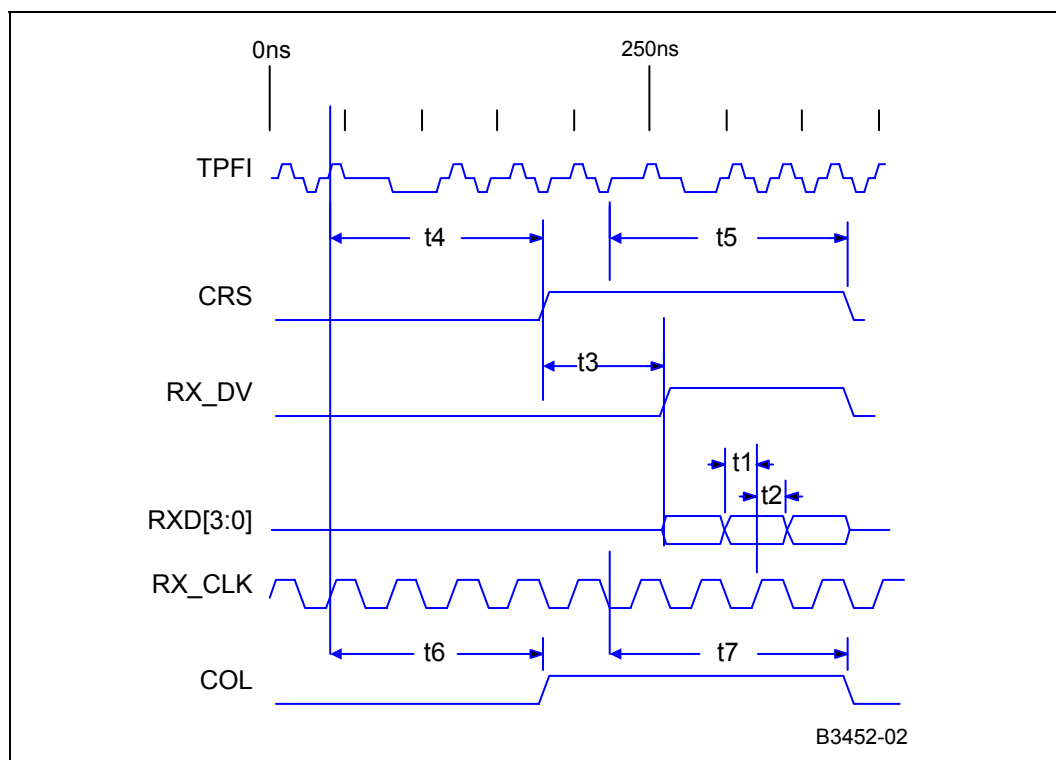 0ns 250ns
TPFI
t4 t5
CRS
t3
RX_DV
t1
t2
RXD[3:0]
RX_CLK
t6 t7
COL
B3452-02